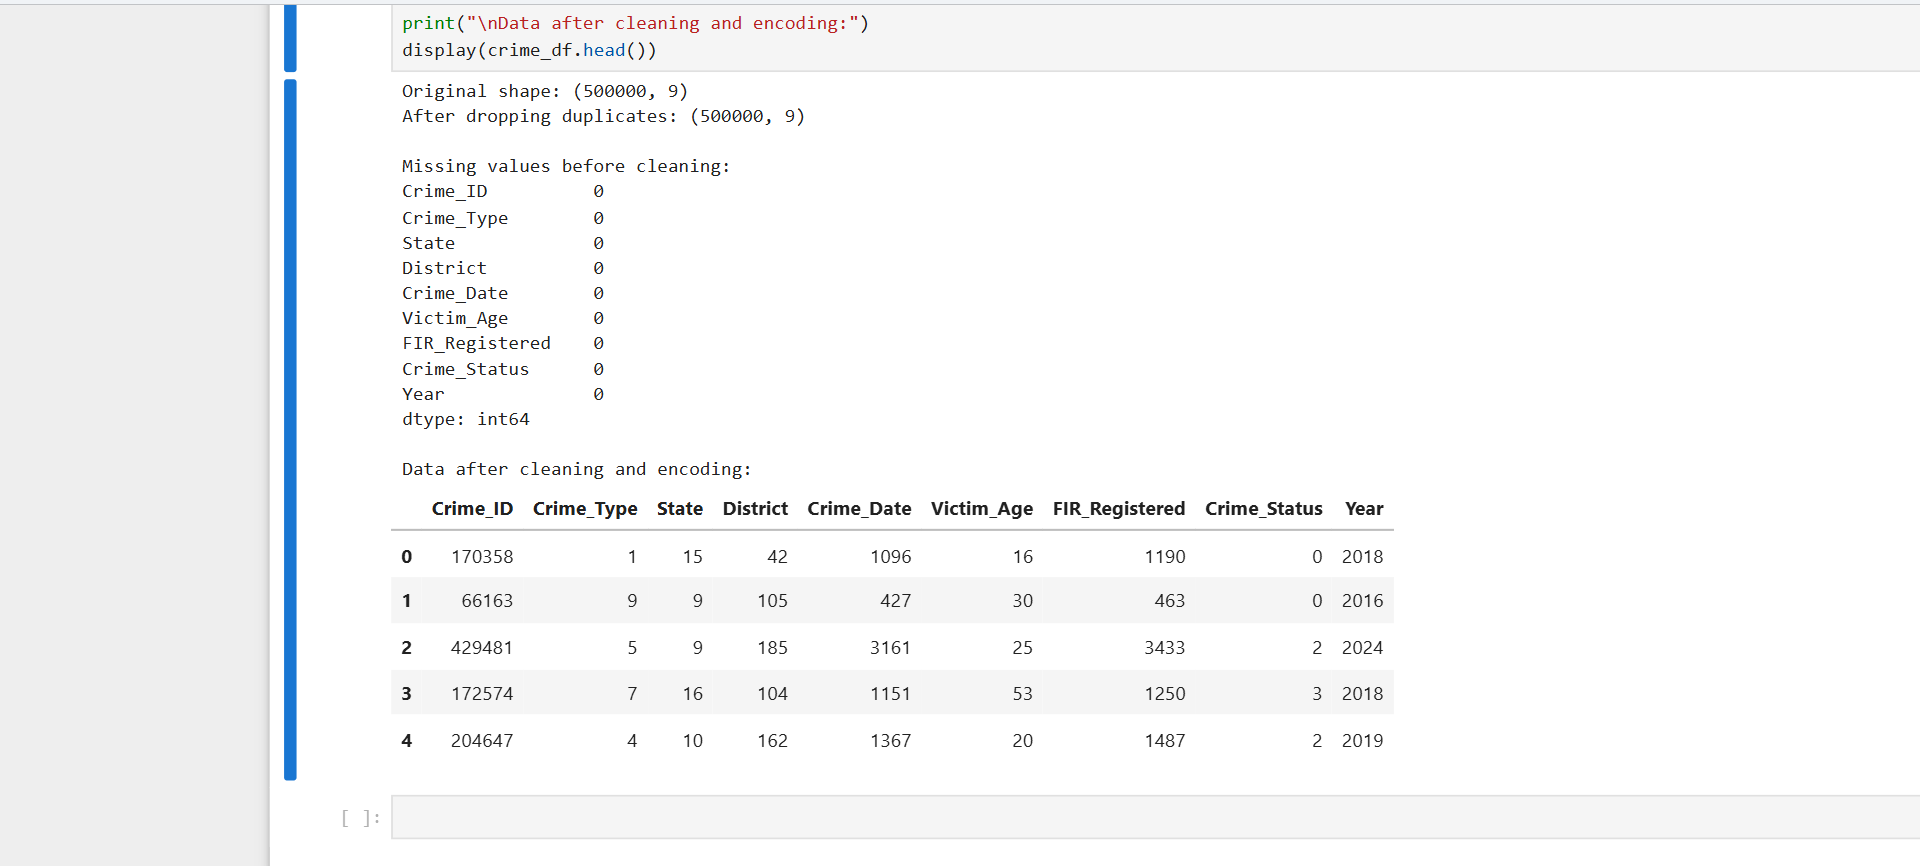 print("\nData after cleaning and encoding:")
display(crime_df.head())
Original shape: (500000, 9)
After dropping duplicates: (500000, 9)
Missing values before cleaning:
Crime_ID 0
Crime_Type 0
State 0
District 0
Crime_Date 0
Victim_Age 0
FIR_Registered 0
Crime_Status 0
Year 0
dtype: int64
Data after cleaning and encoding:
Crime_ID Crime_Type State District Crime_Date Victim_Age FIR_Registered Crime_Status Year
0 170358 1 15 42 1096 16 1190 0 2018
1 66163 9 9 105 427 30 463 0 2016
2 429481 5 9 185 3161 25 3433 2 2024
3 172574 7 16 104 1151 53 1250 3 2018
4 204647 4 10 162 1367 20 1487 2 2019
[ ]: